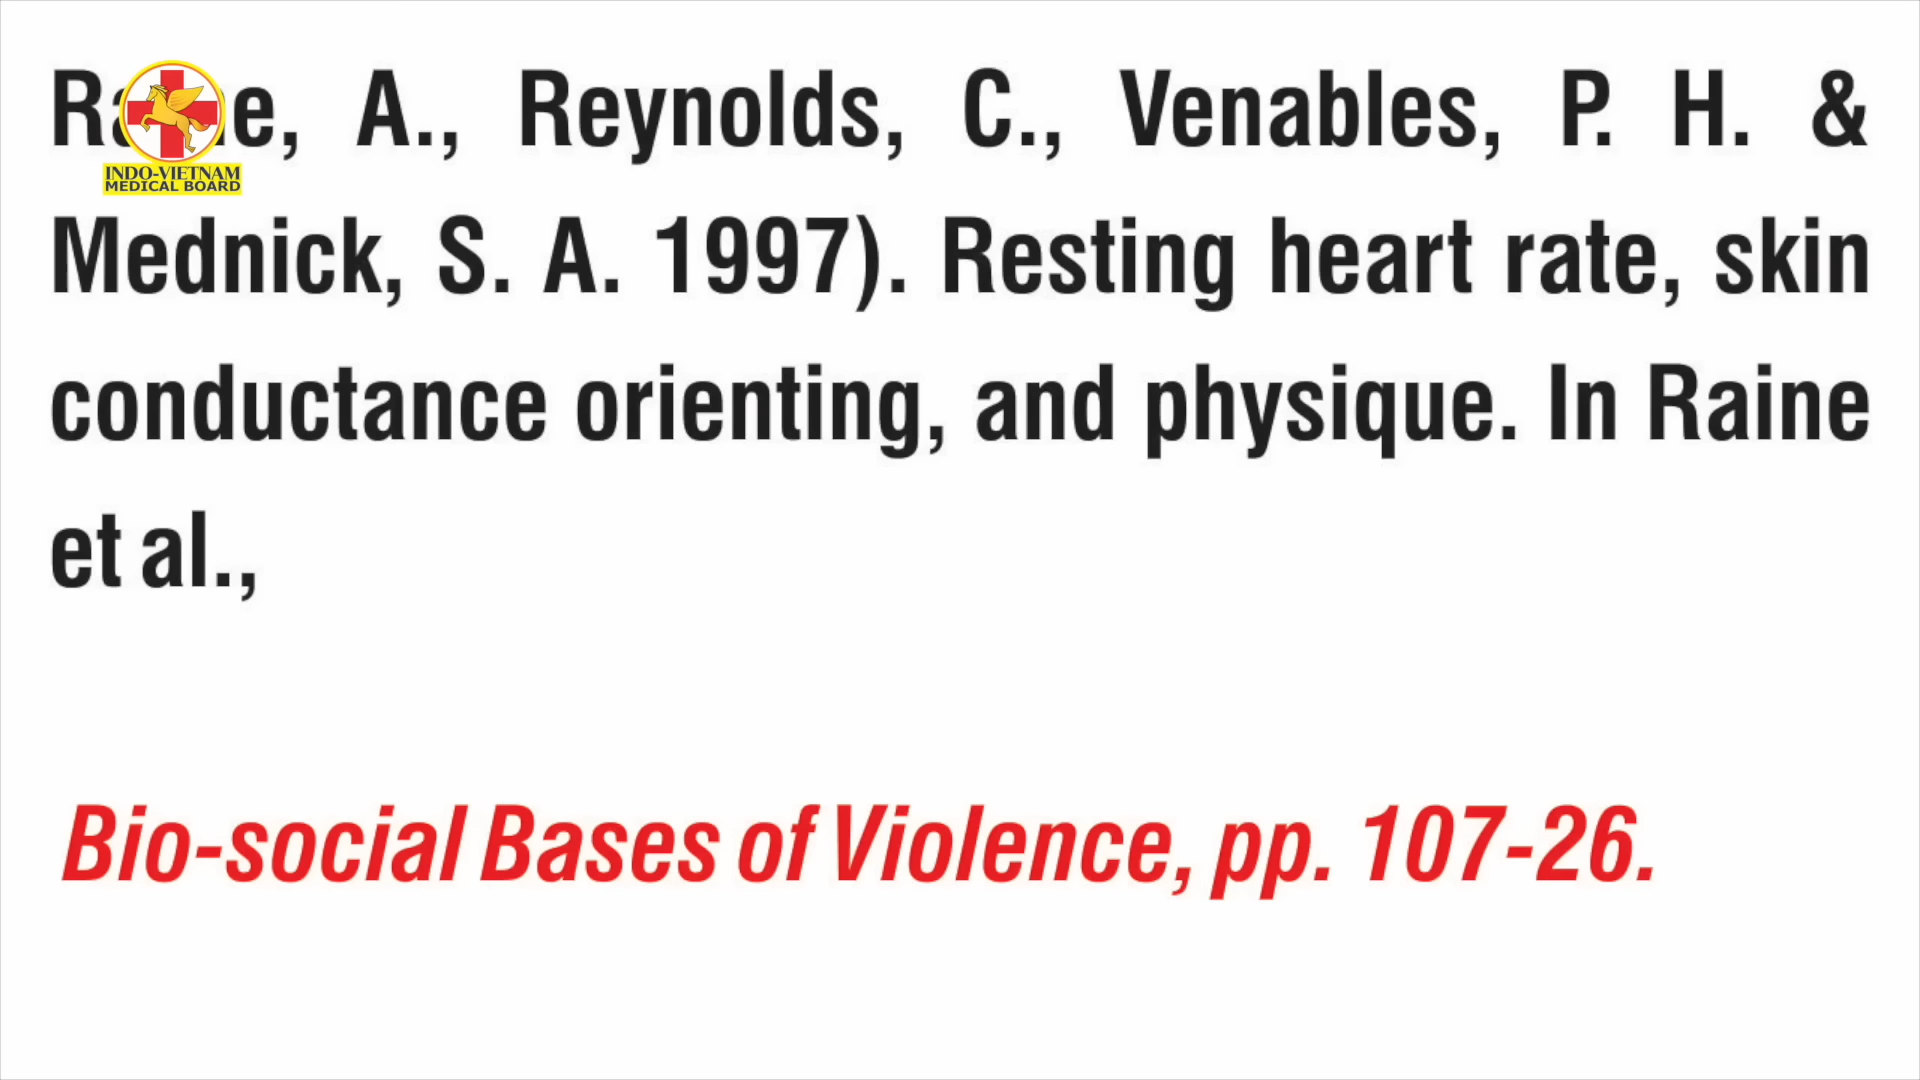 e, A., Reynolds, C., Venables, P. H. &
INDO-VIETNAM
MEDICAL BOARD
Mednick, S. A. 1997). Resting heart rate, skin
conductance orienting, and physique. In Raine
et al.,
Bio-social Bases of Violence, pp. 107-26.